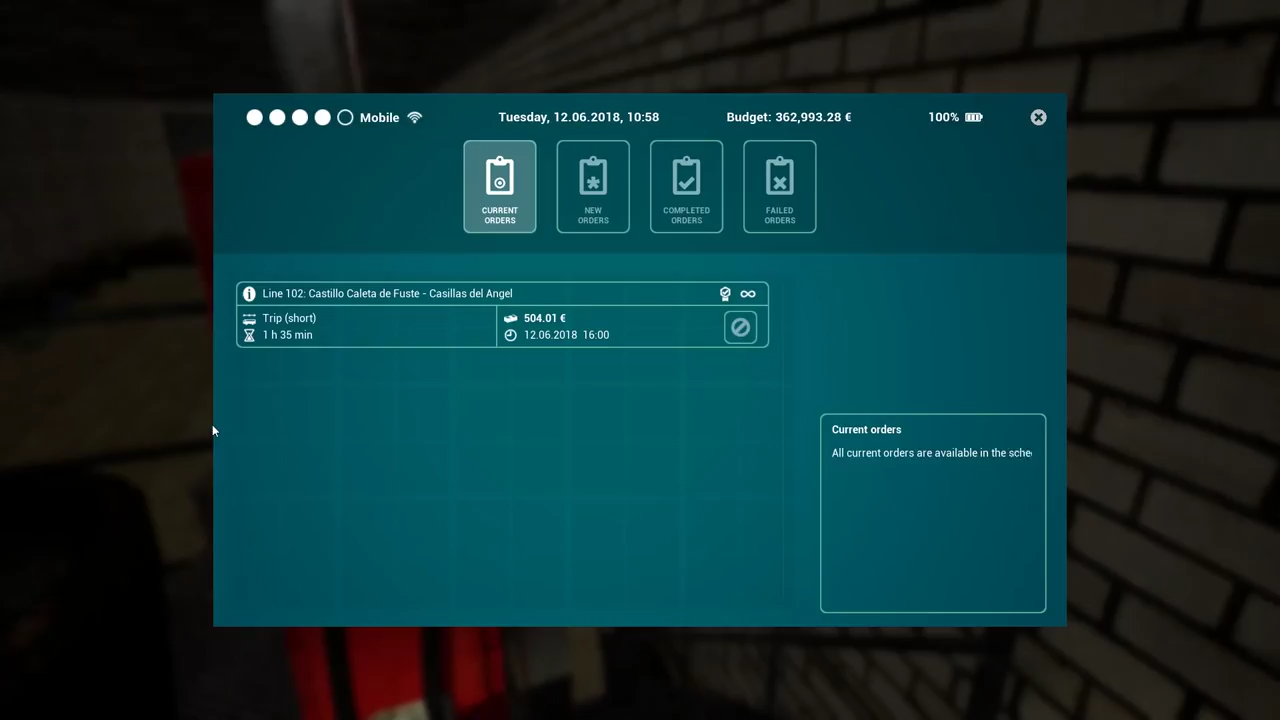 Mobile
Tuesday, 12.06.2018, 10:58
Budget: 362,993.28 €
100%
CURRENT ORDERS
NEW ORDERS
COMPLETED ORDERS
FAILED ORDERS
Line 102: Castillo Caleta de Fuste - Casillas del Angel
Trip (short)
504.01 €
1 h 35 min
12.06.2018 16:00
Current orders
All current orders are available in the sche